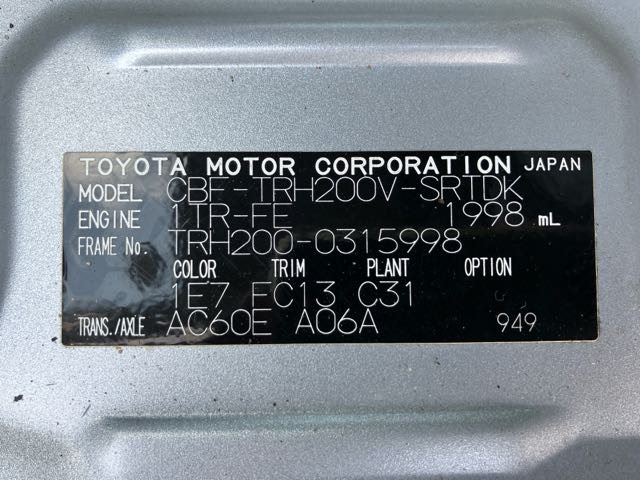 TOYOTA MOTOR CORPORATION JAPAN
MODEL CBF-TRH200V-SRTDK
ENGINE 1TR-FE 1998 mL
FRAME No. TRH200-0315998
COLOR TRIM PLANT OPTION
1E7 FC13 C31
TRANS./AXLE AC60E A06A 949